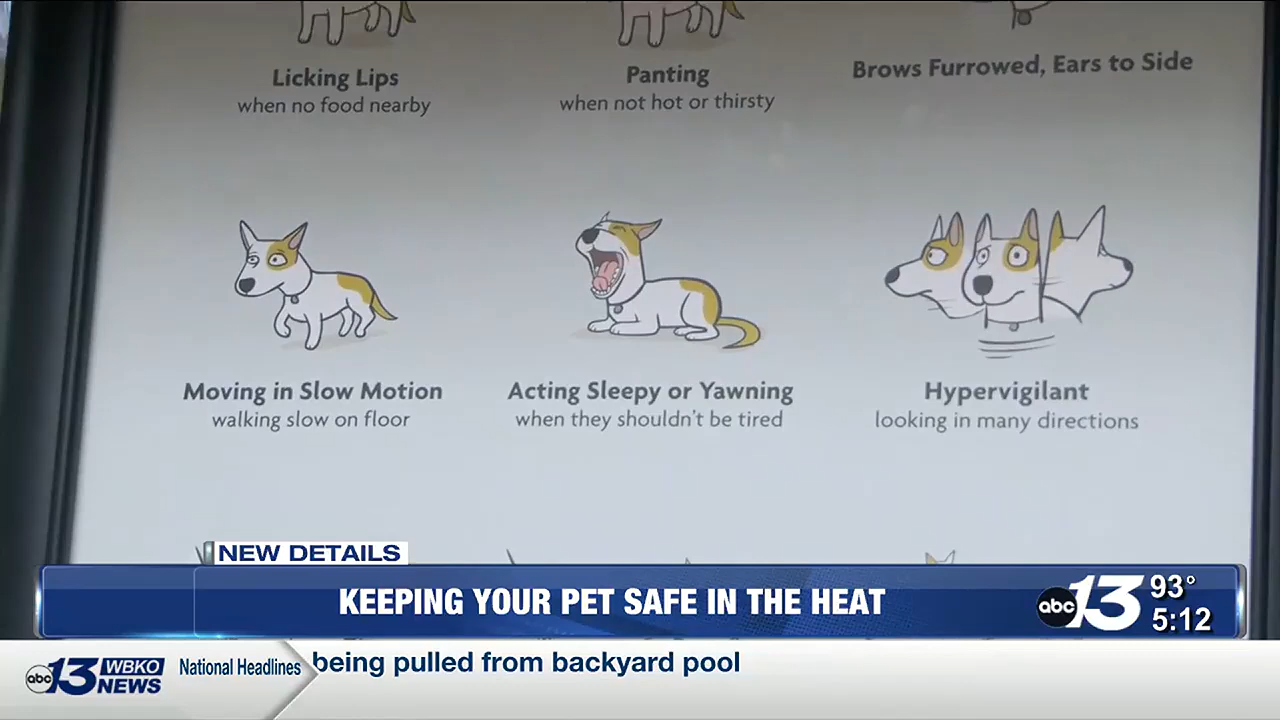 Licking Lips
when no food nearby
Panting
when not hot or thirsty
Brows Furrowed, Ears to Side
Moving in Slow Motion
walking slow on floor
Acting Sleepy or Yawning
when they shouldn't be tired
Hypervigilant
looking in many directions
NEW DETAILS
KEEPING YOUR PET SAFE IN THE HEAT
abc 13
93°
5:12
abc 13 WBKO NEWS
National Headlines
being pulled from backyard pool